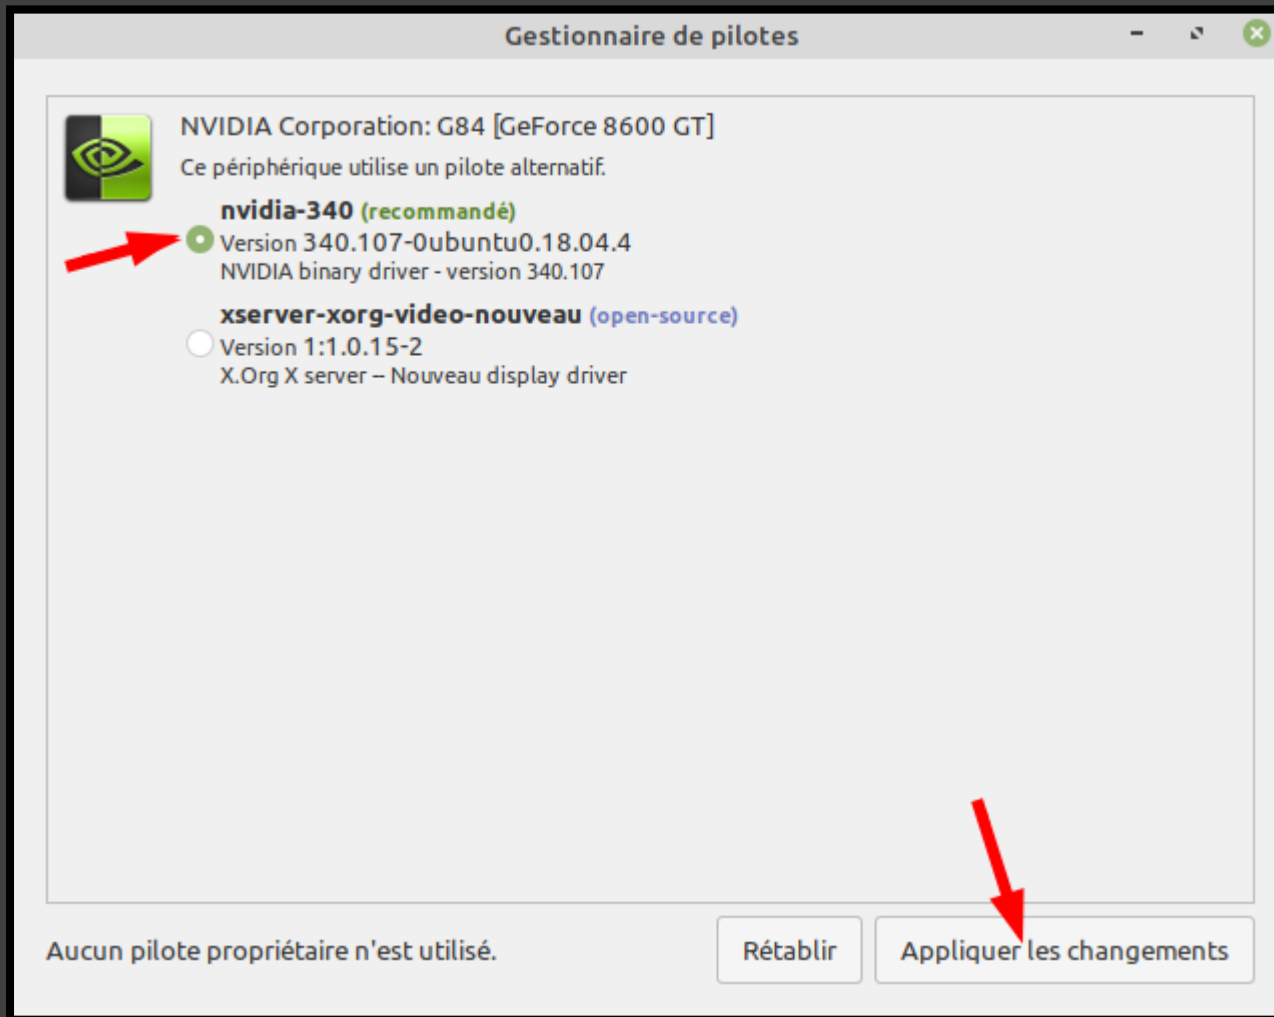 Gestionnaire de pilotes
NVIDIA Corporation: G84 [GeForce 8600 GT]
Ce périphérique utilise un pilote alternatif.
nvidia-340 (recommandé)
Version 340.107-0ubuntu0.18.04.4
NVIDIA binary driver - version 340.107
xserver-xorg-video-nouveau (open-source)
Version 1:1.0.15-2
X.Org X server -- Nouveau display driver
Aucun pilote propriétaire n'est utilisé.
Rétablir
Appliquer les changements